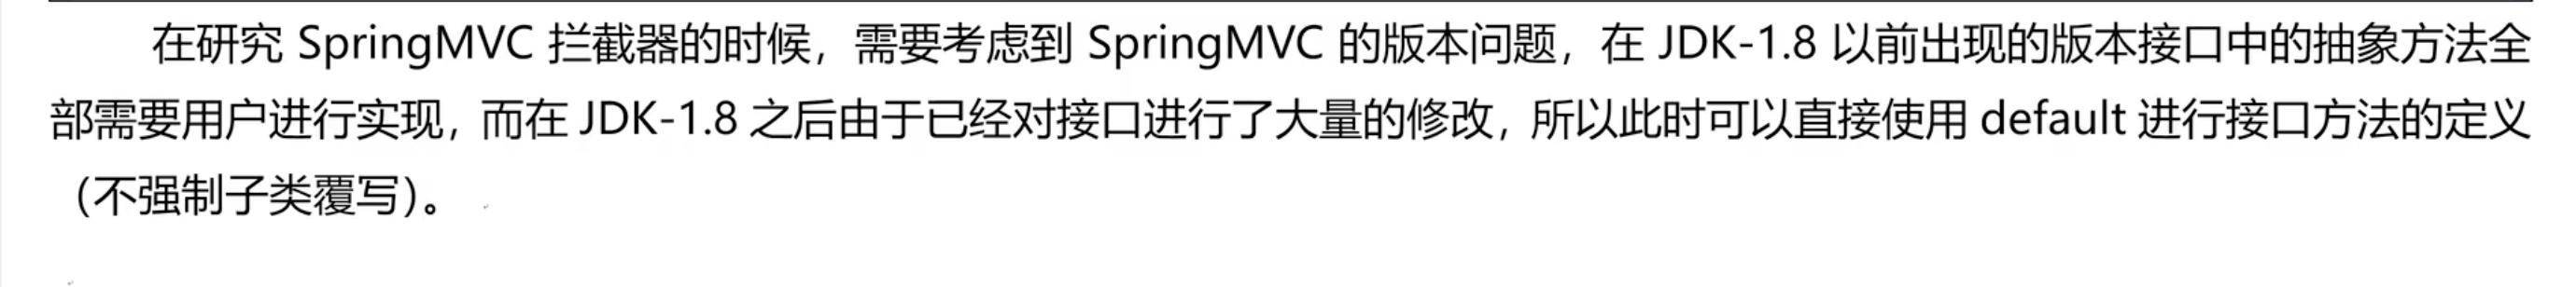 在研究 SpringMVC 拦截器的时候，需要考虑到 SpringMVC 的版本问题，在 JDK-1.8 以前出现的版本接口中的抽象方法全
部需要用户进行实现，而在 JDK-1.8 之后由于已经对接口进行了大量的修改，所以此时可以直接使用 default 进行接口方法的定义
（不强制子类覆写）。